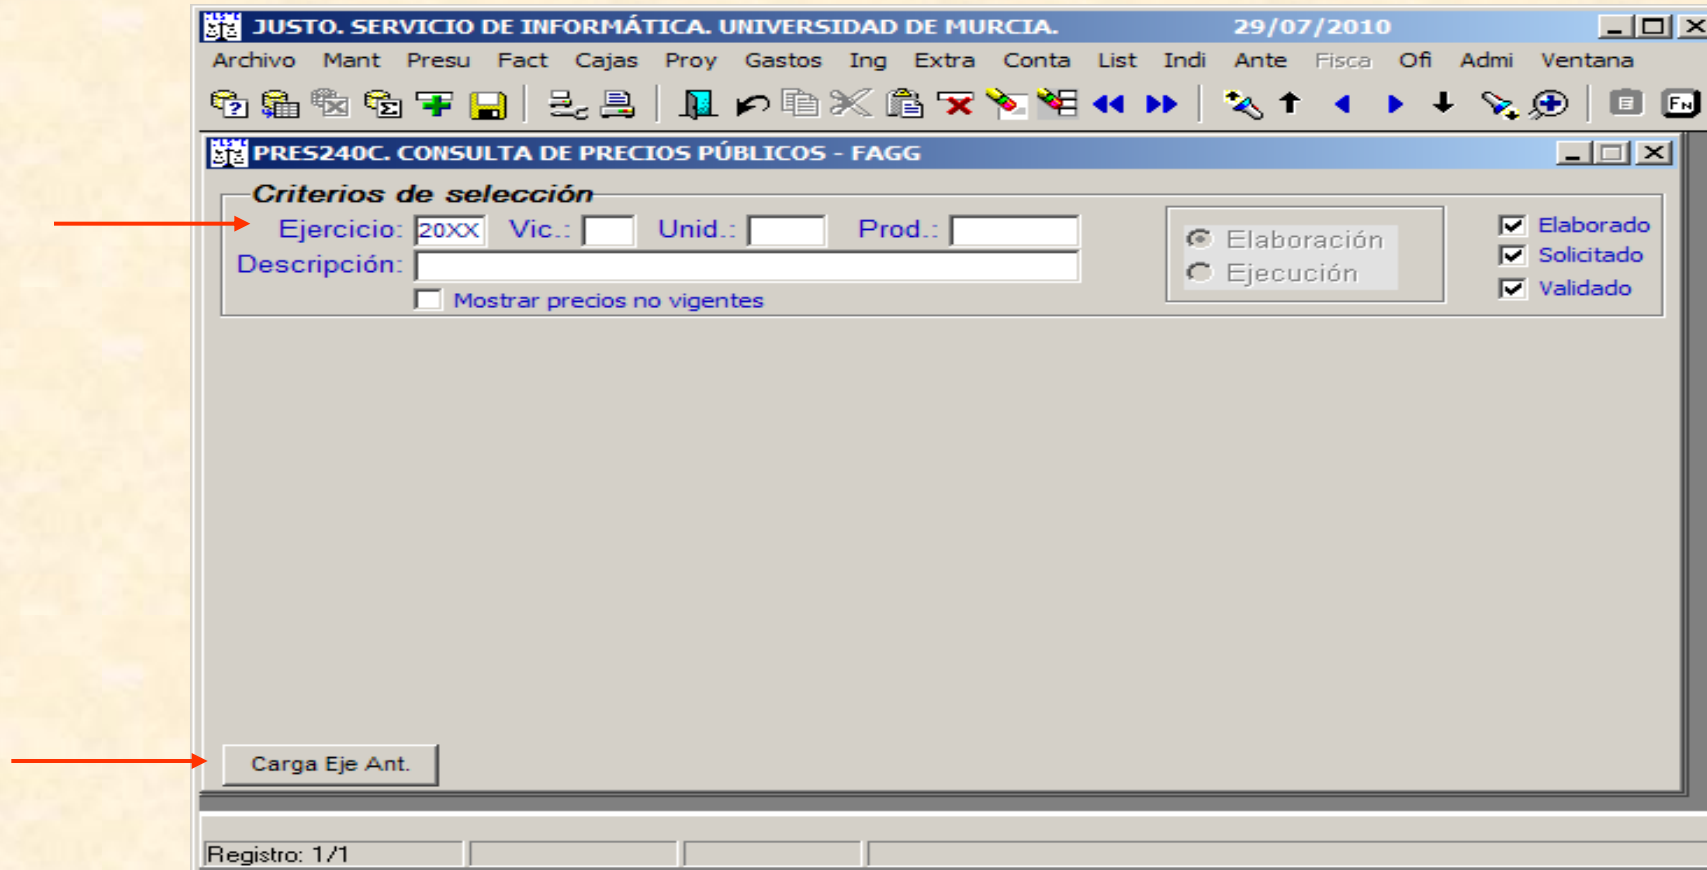 JUSTO. SERVICIO DE INFORMÁTICA. UNIVERSIDAD DE MURCIA. 29/07/2010
Archivo Mant Presu Fact Cajas Proy Gastos Ing Extra Conta List Indi Ante Fisca Ofi Admi Ventana
FN
PRES240C. CONSULTA DE PRECIOS PÚBLICOS - FAGG
Criterios de selección
Ejercicio: 20XX Vic.: Unid.: Prod.:
Descripción:
Mostrar precios no vigentes
Elaboración
Ejecución
Elaborado
Solicitado
Validado
Carga Eje Ant.
Registro: 1/1